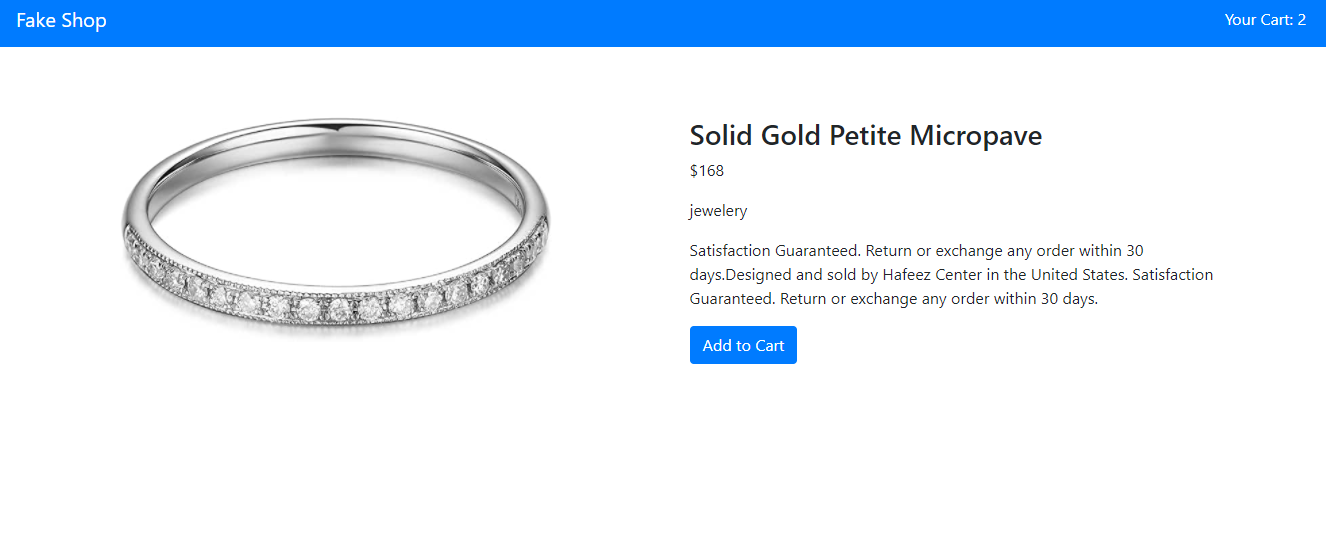 Fake Shop
Your Cart: 2
Solid Gold Petite Micropave
$168
jewelery
Satisfaction Guaranteed. Return or exchange any order within 30
days.Designed and sold by Hafeez Center in the United States. Satisfaction
Guaranteed. Return or exchange any order within 30 days.
Add to Cart